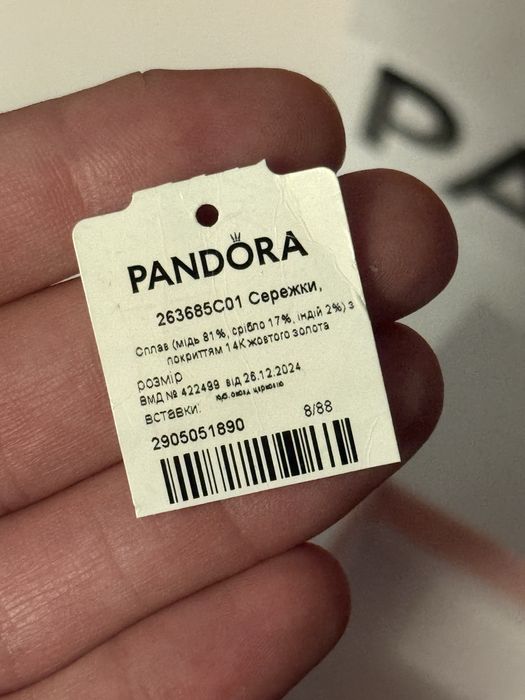 PA
PANDORA
263685C01 Сережки,
Сплав (мідь 81%, срібло 17%, індій 2%) з
покриттям 14К жовтого золота
розмір
ВМД № 422499 від 26.12.2024
вставки:
8/88
2905051890